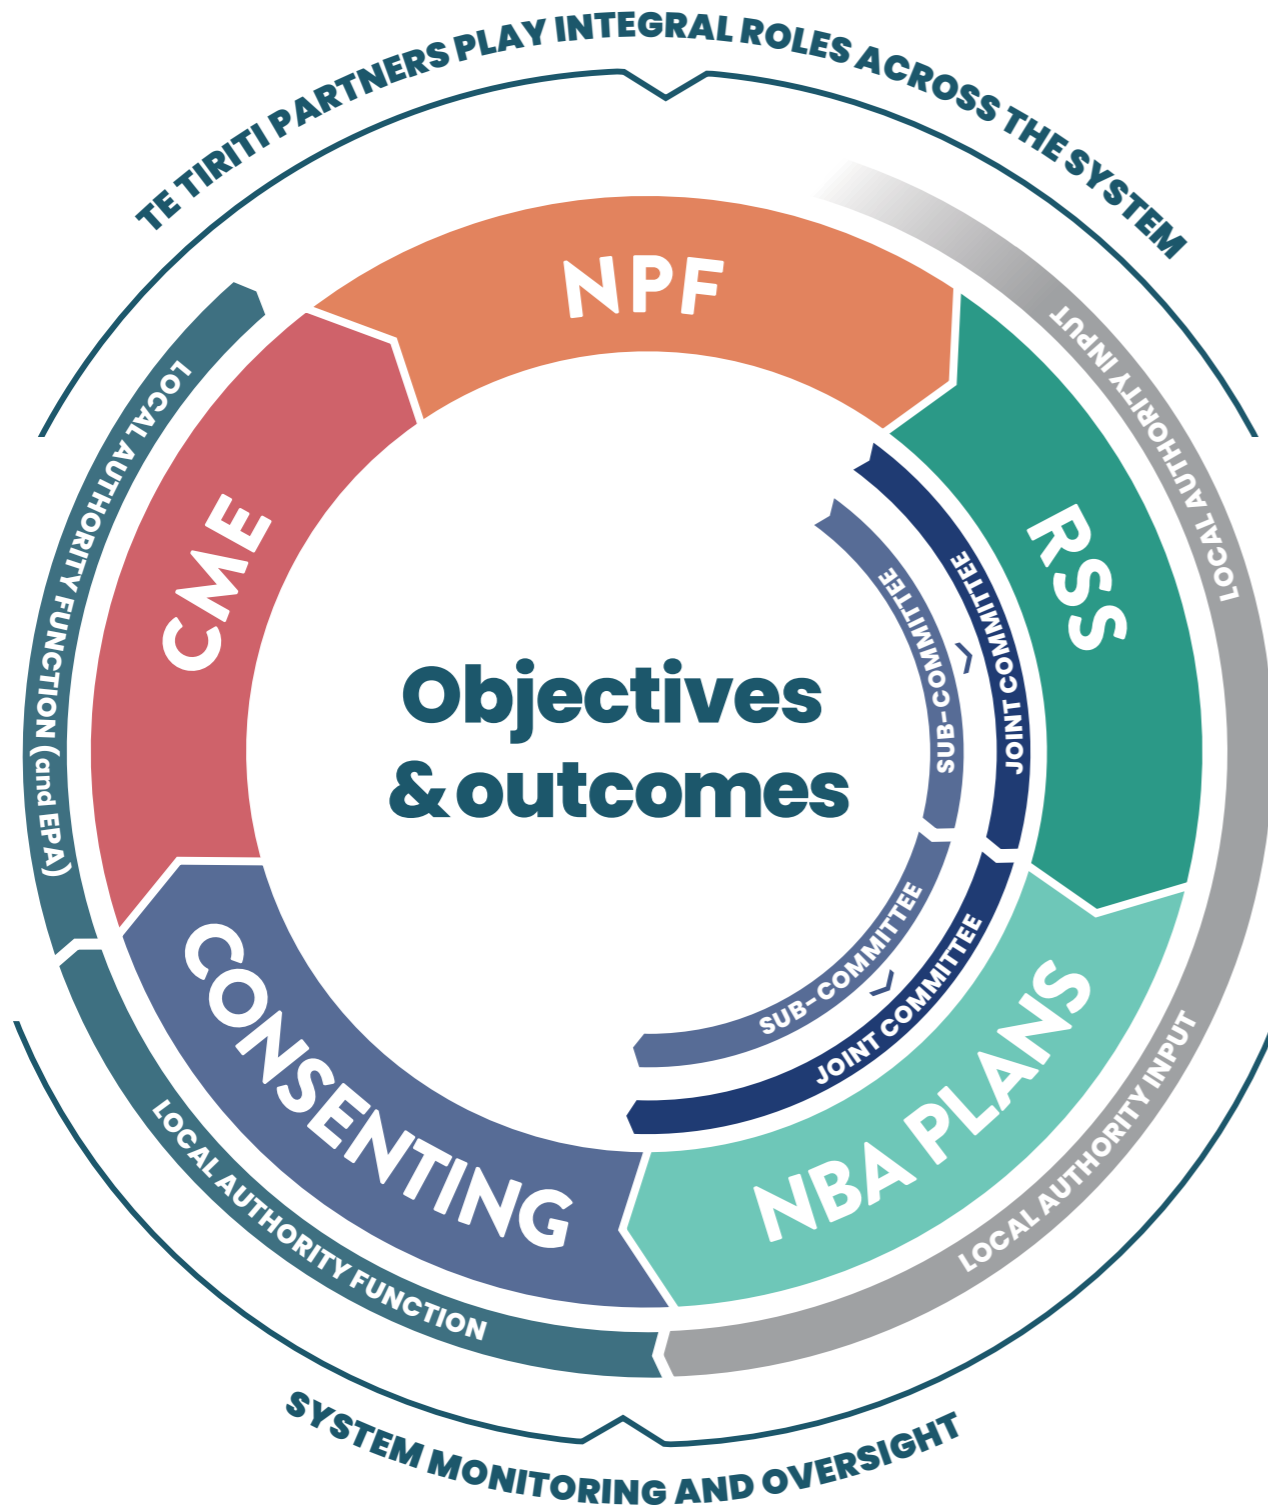 TE TIRITI PARTNERS PLAY INTEGRAL ROLES ACROSS THE SYSTEM
NPF
RSS
NBA PLANS
CONSENTING
CME
LOCAL AUTHORITY INPUT
LOCAL AUTHORITY INPUT
LOCAL AUTHORITY FUNCTION
LOCAL AUTHORITY FUNCTION (and EPA)
JOINT COMMITTEE
SUB-COMMITTEE
JOINT COMMITTEE
SUB-COMMITTEE
Objectives
& outcomes
SYSTEM MONITORING AND OVERSIGHT